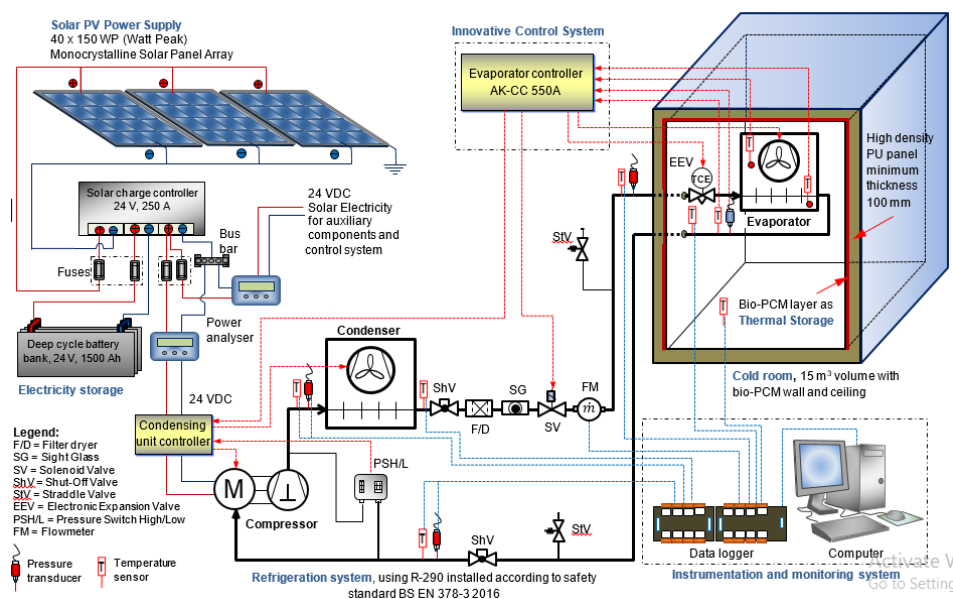 Solar PV Power Supply
40 x 150 WP (Watt Peak)
Monocrystalline Solar Panel Array
Innovative Control System
Evaporator controller
AK-CC 550A
Solar charge controller
24 V, 250 A
24 VDC
Solar Electricity
for auxiliary
components and
control system
Bus
bar
Fuses
Power
analyser
Deep cycle battery
bank, 24 V, 1500 Ah
Electricity storage
24 VDC
Condensing
unit controller
Legend:
F/D = Filter dryer
SG = Sight Glass
SV = Solenoid Valve
ShV = Shut-Off Valve
StV = Straddle Valve
EEV = Electronic Expansion Valve
PSH/L = Pressure Switch High/Low
FM = Flowmeter
Pressure
transducer
T
Temperature
sensor
Condenser
T
T
ShV
F/D
SG
SV
FM
ṁ
StV
M
Compressor
PSH/L
T
ShV
StV
Refrigeration system, using R-290 installed according to safety
standard BS EN 378-3 2016
T
EEV
TCE
T
T
T
T
Evaporator
High density
PU panel
minimum
thickness
100 mm
T
Bio-PCM layer as
Thermal Storage
Cold room, 15 m³ volume with
bio-PCM wall and ceiling
Data logger
Computer
Instrumentation and monitoring system
Activate W
Go to Setting